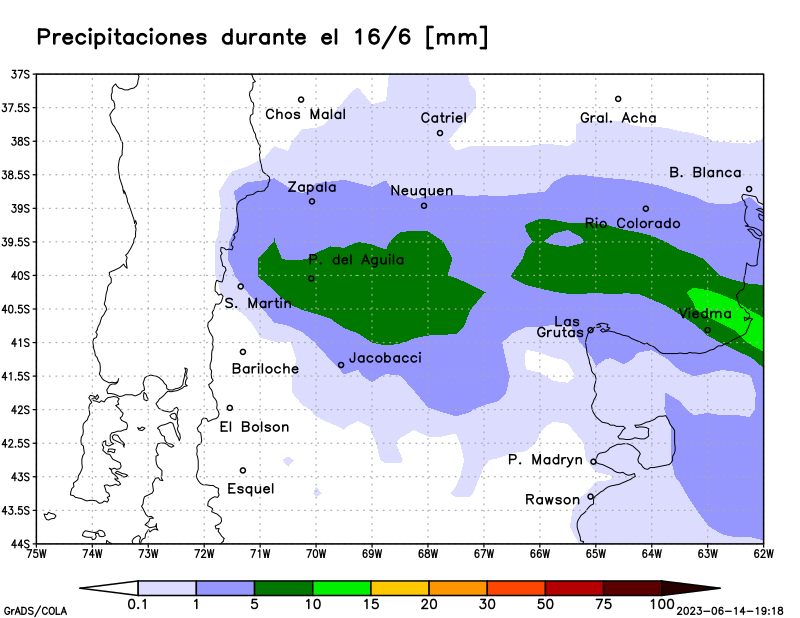 Precipitaciones durante el 16/6 [mm]
37S
37.5S
Chos Malal
Catriel
Gral. Acha
38S
38.5S
B. Blanca
Zapala
Neuquen
39S
Rio Colorado
39.5S
P. del Aguila
40S
S. Martin
40.5S
Viedma
Las
Grutas
41S
Jacobacci
Bariloche
41.5S
42S
El Bolson
42.5S
P. Madryn
43S
Esquel
Rawson
43.5S
44S
75W 74W 73W 72W 71W 70W 69W 68W 67W 66W 65W 64W 63W 62W
0.1 1 5 10 15 20 30 50 75 100
GrADS/COLA
2023-06-14-19:18